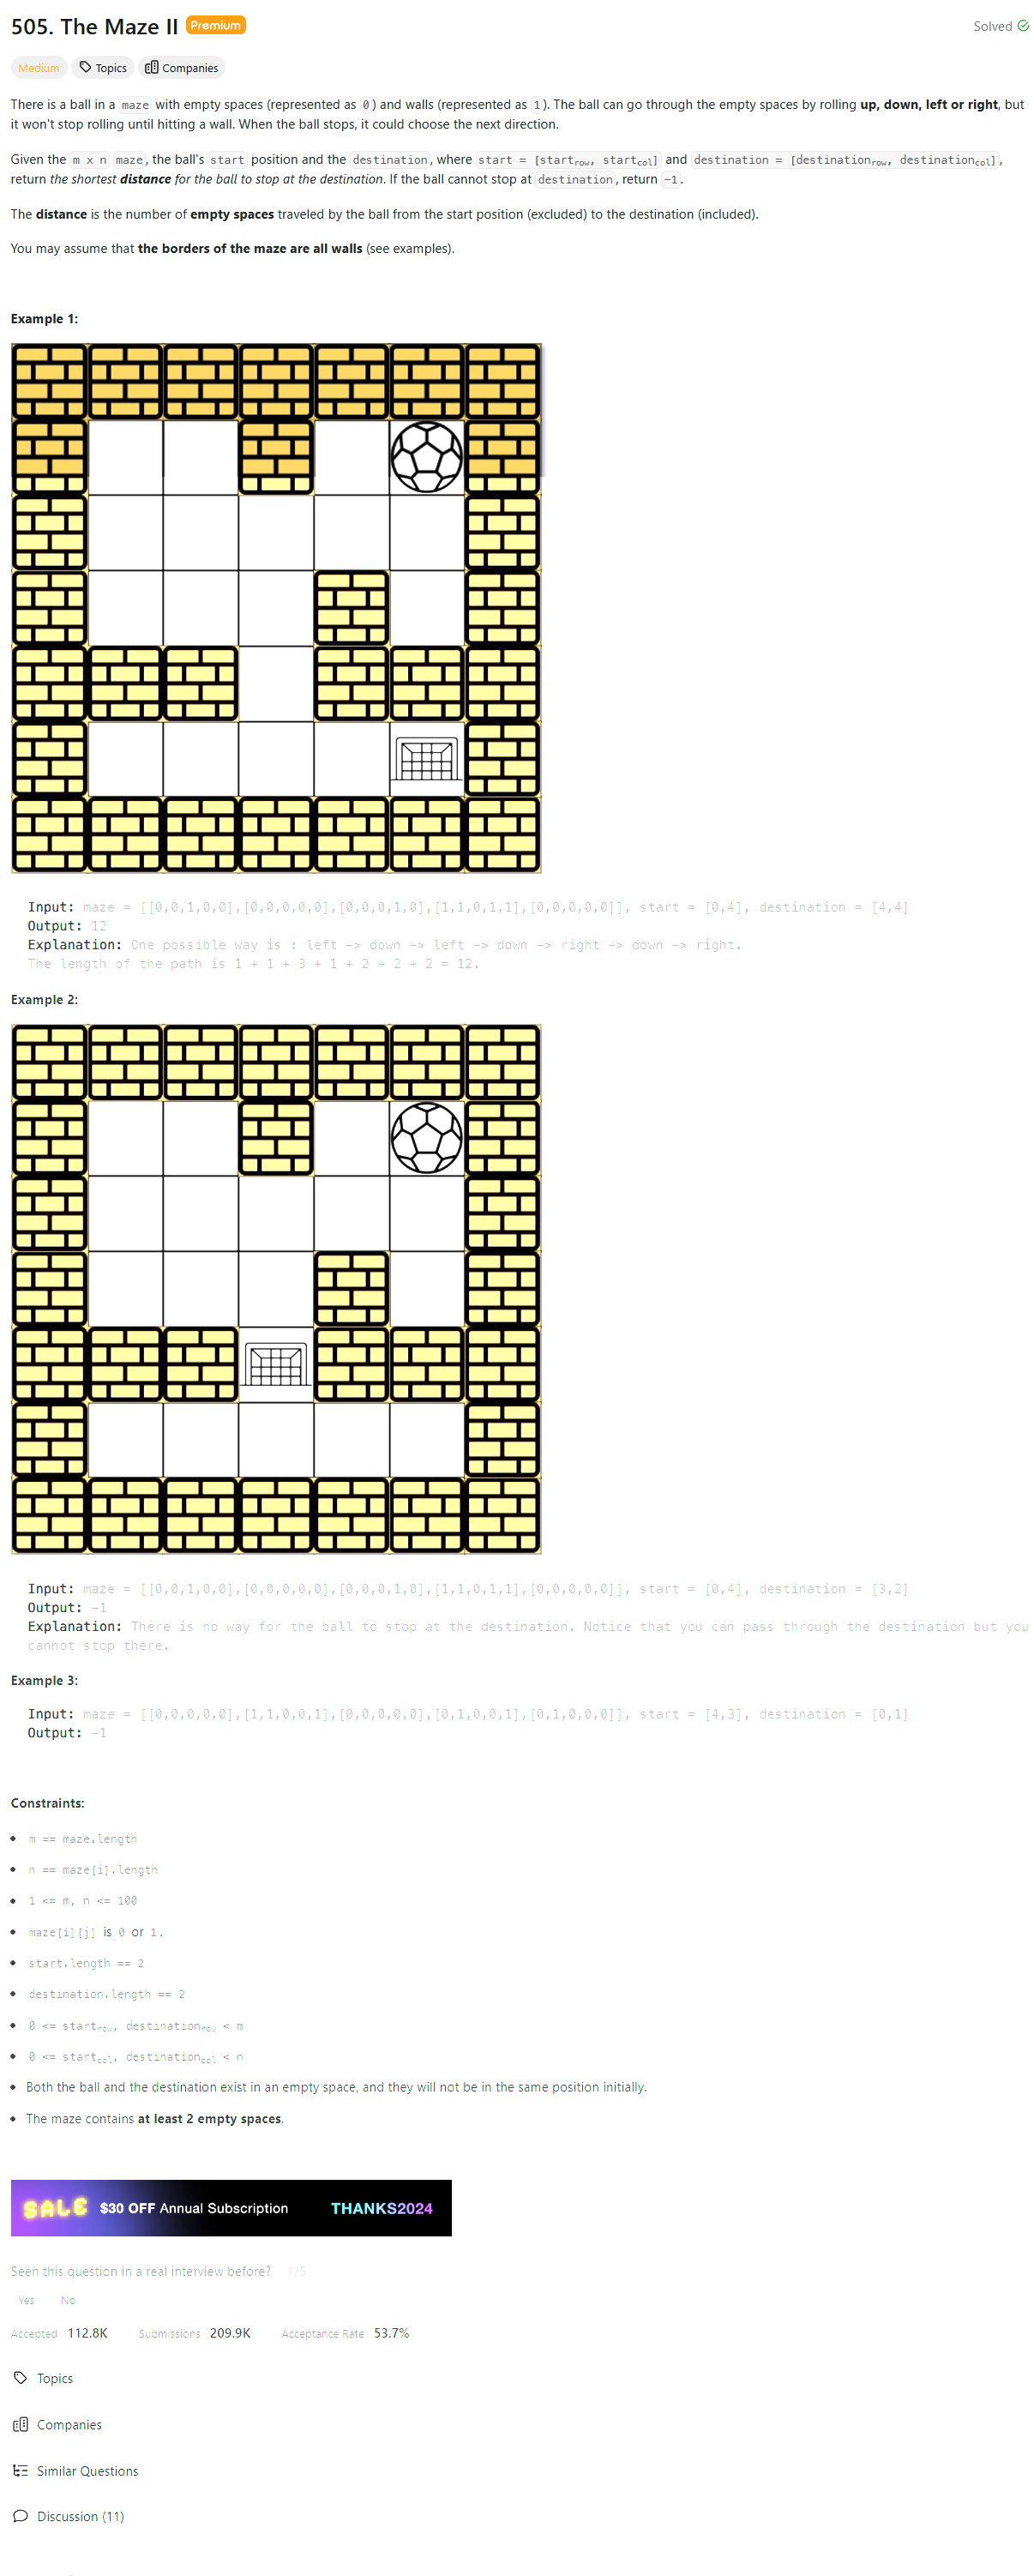 505. The Maze II Premium Solved
Medium Topics Companies
There is a ball in a maze with empty spaces (represented as 0) and walls (represented as 1). The ball can go through the empty spaces by rolling up, down, left or right, but
it won't stop rolling until hitting a wall. When the ball stops, it could choose the next direction.
Given the m x n maze, the ball's start position and the destination, where start = [startrow, startcol] and destination = [destinationrow, destinationcol],
return the shortest distance for the ball to stop at the destination. If the ball cannot stop at destination, return -1.
The distance is the number of empty spaces traveled by the ball from the start position (excluded) to the destination (included).
You may assume that the borders of the maze are all walls (see examples).
Example 1:
Input: maze = [[0,0,1,0,0],[0,0,0,0,0],[0,0,0,1,0],[1,1,0,1,1],[0,0,0,0,0]], start = [0,4], destination = [4,4]
Output: 12
Explanation: One possible way is : left -> down -> left -> down -> right -> down -> right.
The length of the path is 1 + 1 + 3 + 1 + 2 + 2 + 2 = 12.
Example 2:
Input: maze = [[0,0,1,0,0],[0,0,0,0,0],[0,0,0,1,0],[1,1,0,1,1],[0,0,0,0,0]], start = [0,4], destination = [3,2]
Output: -1
Explanation: There is no way for the ball to stop at the destination. Notice that you can pass through the destination but you
cannot stop there.
Example 3:
Input: maze = [[0,0,0,0,0],[1,1,0,0,1],[0,0,0,0,0],[0,1,0,0,1],[0,1,0,0,0]], start = [4,3], destination = [0,1]
Output: -1
Constraints:
• m == maze.length
• n == maze[i].length
• 1 <= m, n <= 100
• maze[i][j] is 0 or 1.
• start.length == 2
• destination.length == 2
• 0 <= startrow, destinationrow < m
• 0 <= startcol, destinationcol < n
• Both the ball and the destination exist in an empty space, and they will not be in the same position initially.
• The maze contains at least 2 empty spaces.
SALE $30 OFF Annual Subscription THANKS2024
Seen this question in a real interview before? 1/5
Yes No
Accepted 112.8K Submissions 209.9K Acceptance Rate 53.7%
Topics
Companies
Similar Questions
Discussion (11)